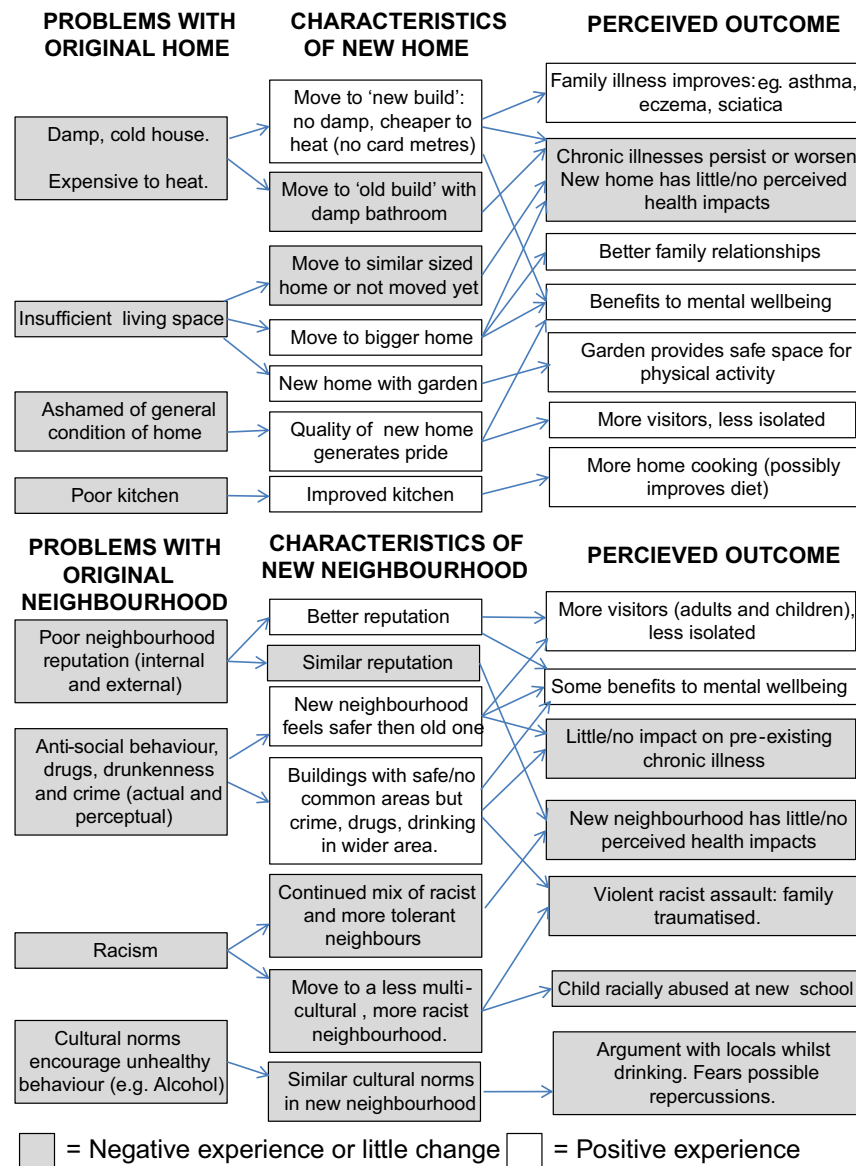 PROBLEMS WITH
ORIGINAL HOME
CHARACTERISTICS
OF NEW HOME
PERCEIVED OUTCOME
Damp, cold house.
Expensive to heat.
Insufficient living space
Ashamed of general
condition of home
Poor kitchen
Move to ‘new build’:
no damp, cheaper to
heat (no card metres)
Move to ‘old build’ with
damp bathroom
Move to similar sized
home or not moved yet
Move to bigger home
New home with garden
Quality of new home
generates pride
Improved kitchen
Family illness improves: eg. asthma,
eczema, sciatica
Chronic illnesses persist or worsen
New home has little/no perceived
health impacts
Better family relationships
Benefits to mental wellbeing
Garden provides safe space for
physical activity
More visitors, less isolated
More home cooking (possibly
improves diet)
PROBLEMS WITH
ORIGINAL
NEIGHBOURHOOD
CHARACTERISTICS OF
NEW NEIGHBOURHOOD
PERCIEVED OUTCOME
Poor neighbourhood
reputation (internal
and external)
Anti-social behaviour,
drugs, drunkenness
and crime (actual and
perceptual)
Racism
Cultural norms
encourage unhealthy
behaviour (e.g. Alcohol)
Better reputation
Similar reputation
New neighbourhood
feels safer then old one
Buildings with safe/no
common areas but
crime, drugs, drinking
in wider area.
Continued mix of racist
and more tolerant
neighbours
Move to a less multi-
cultural , more racist
neighbourhood.
Similar cultural norms
in new neighbourhood
More visitors (adults and children),
less isolated
Some benefits to mental wellbeing
Little/no impact on pre-existing
chronic illness
New neighbourhood has little/no
perceived health impacts
Violent racist assault: family
traumatised.
Child racially abused at new school
Argument with locals whilst
drinking. Fears possible
repercussions.
= Negative experience or little change
= Positive experience